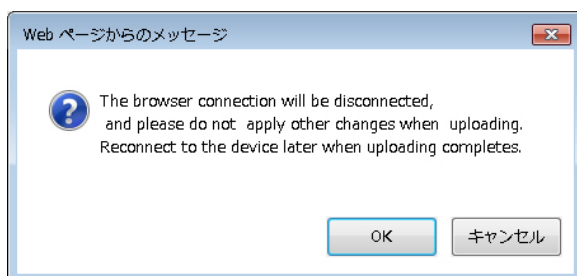 Web ページからのメッセージ
The browser connection will be disconnected,
and please do not apply other changes when uploading.
Reconnect to the device later when uploading completes.
OK
キャンセル